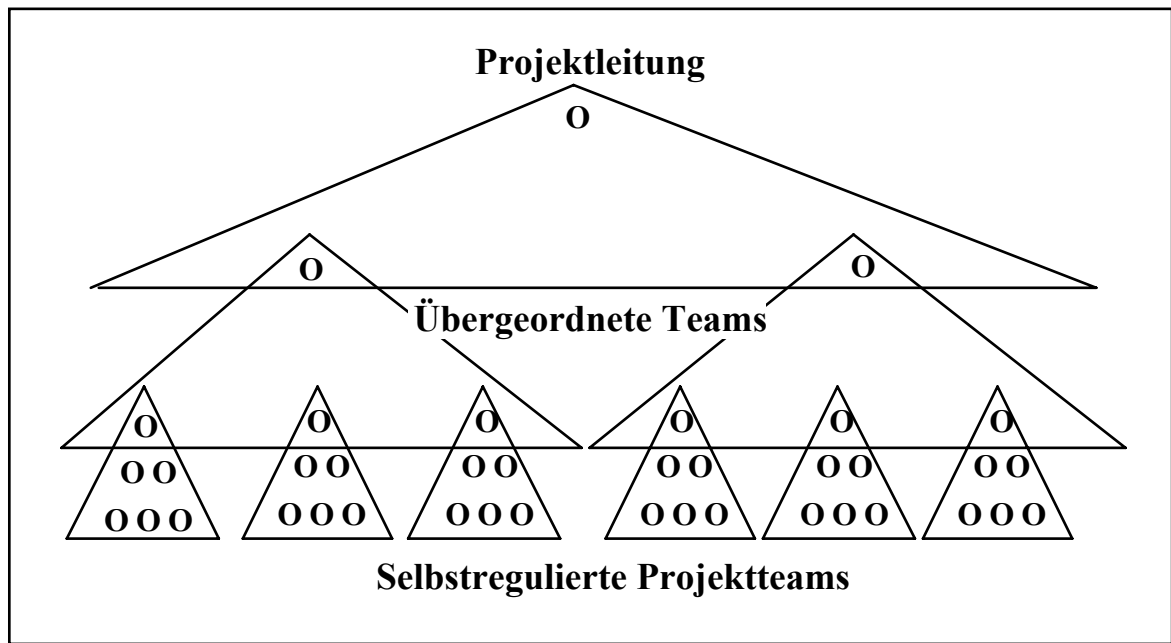 Projektleitung
O
O O
Übergeordnete Teams
O O O O O O
O O O O O O O O O O O O
O O O O O O O O O O O O O O O O O O
Selbstregulierte Projektteams